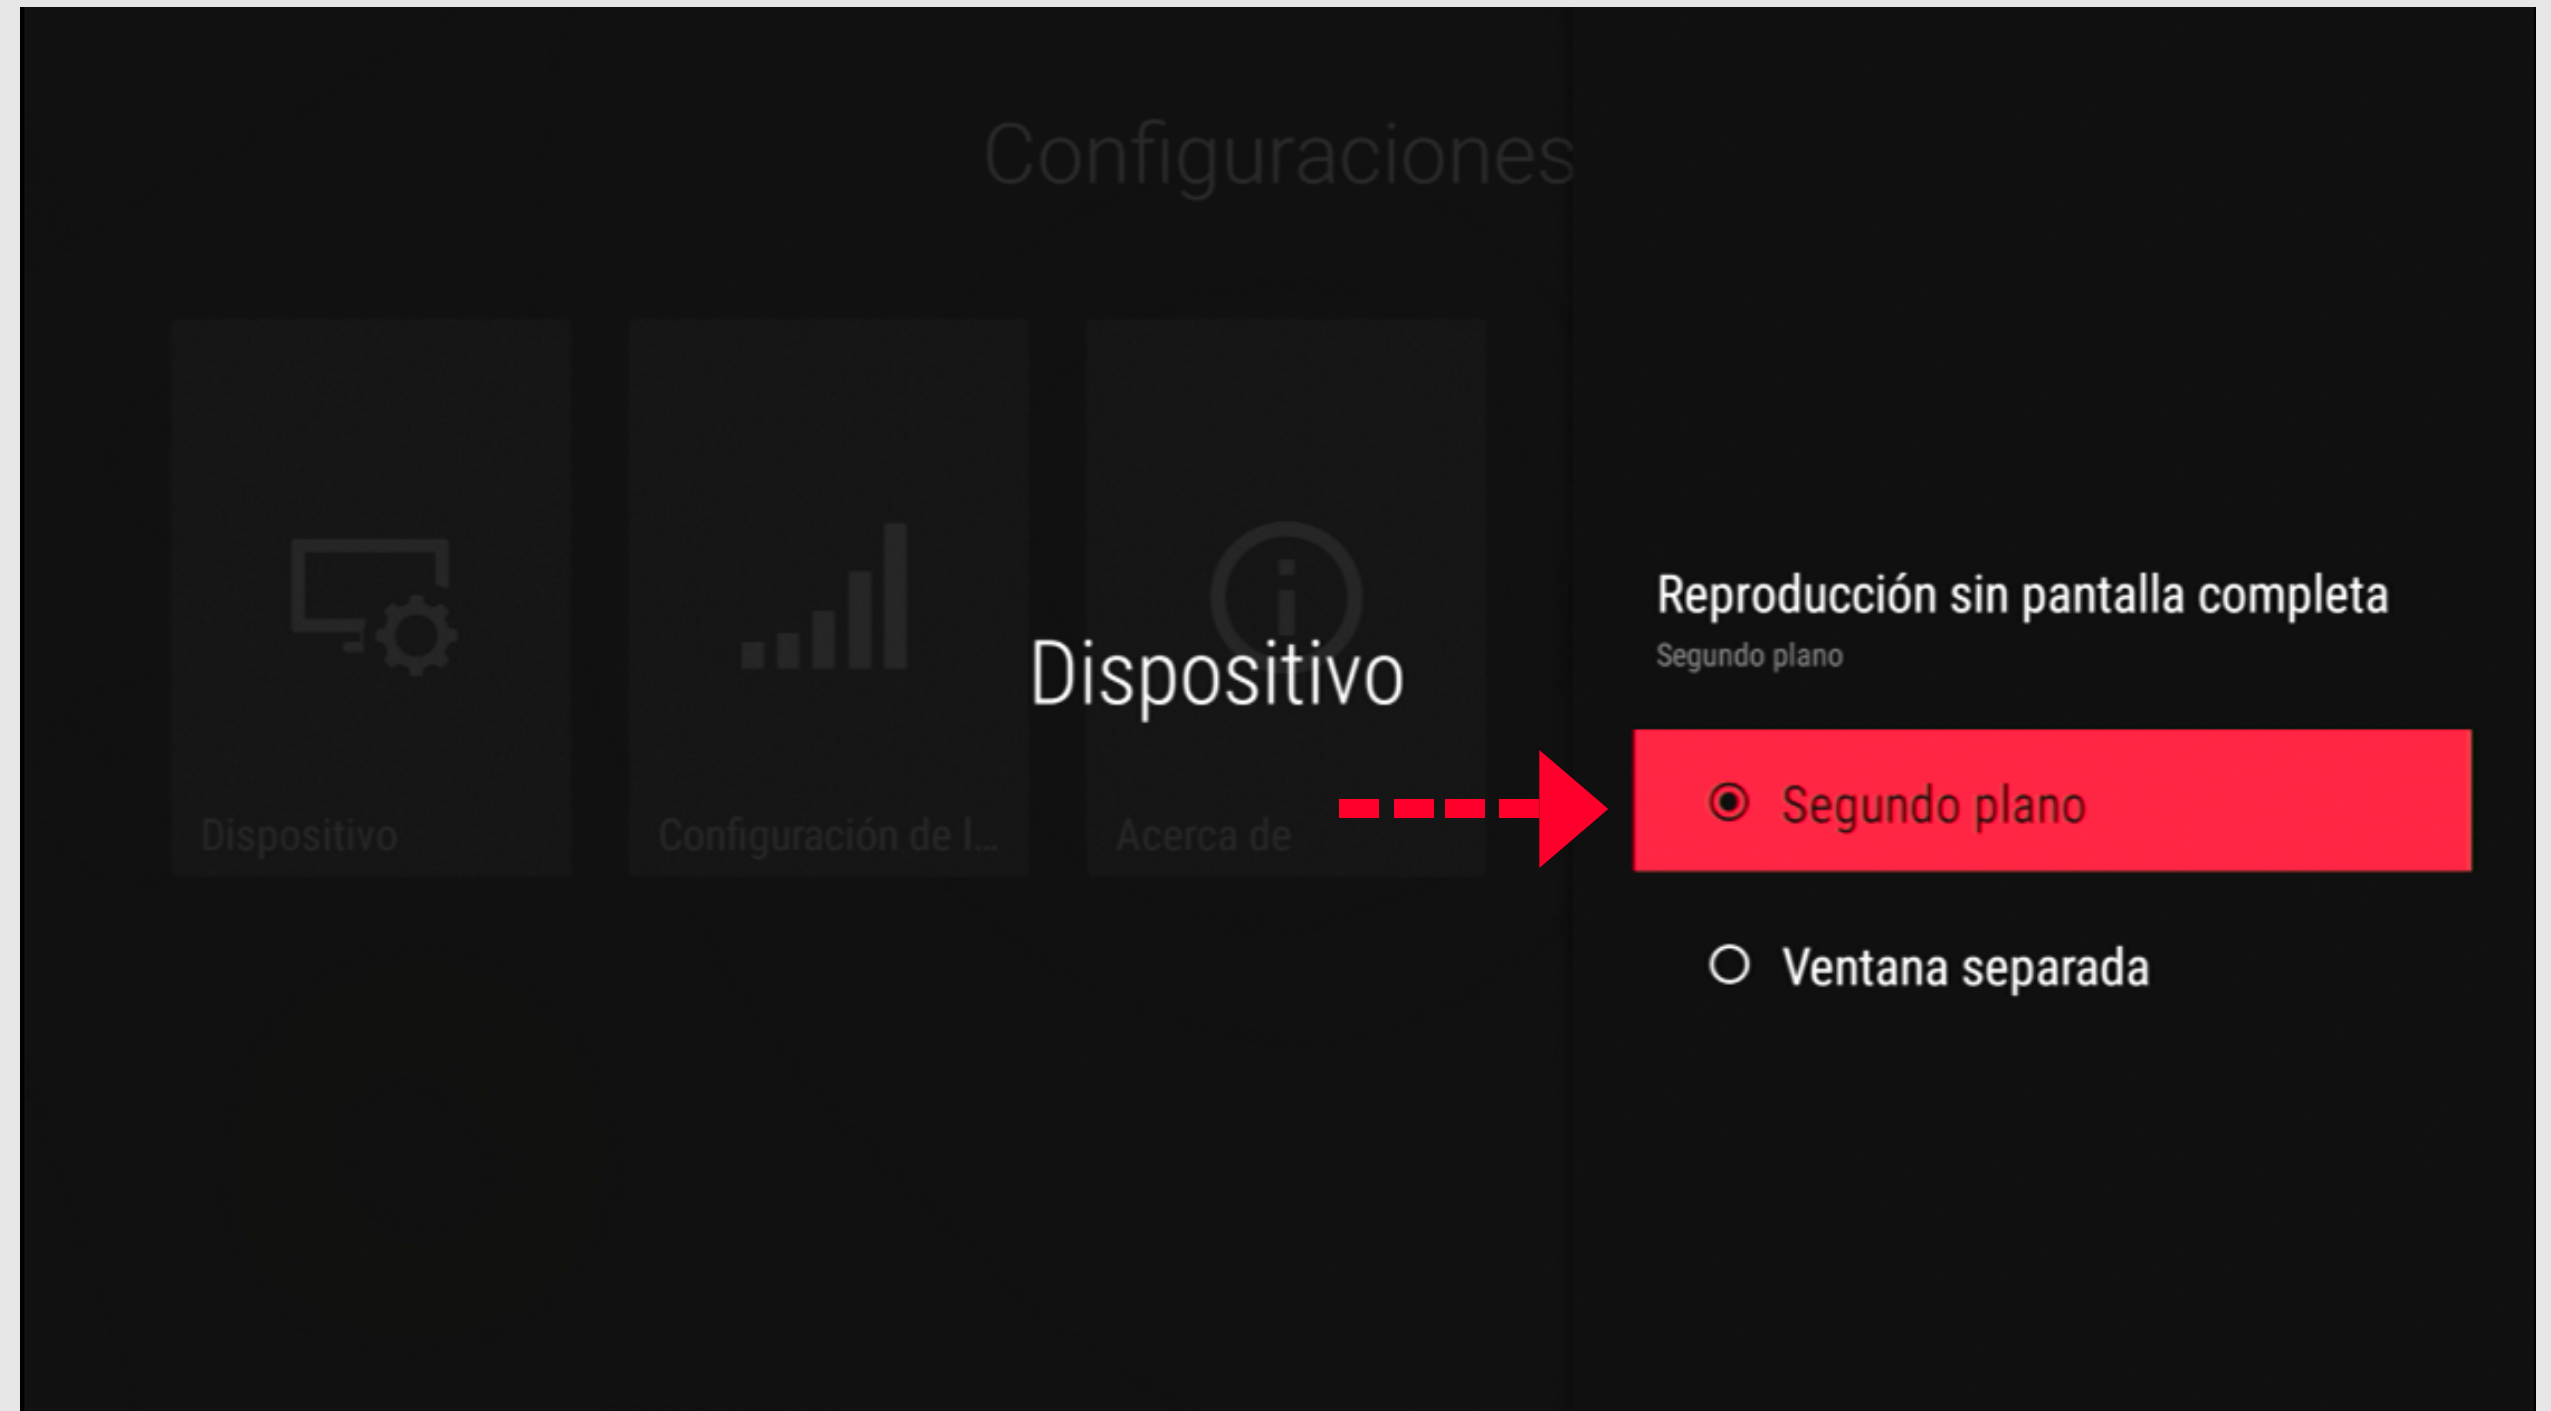 Configuraciones
Dispositivo
Configuración de l...
Acerca de
Dispositivo
Reproducción sin pantalla completa
Segundo plano
Segundo plano
Ventana separada